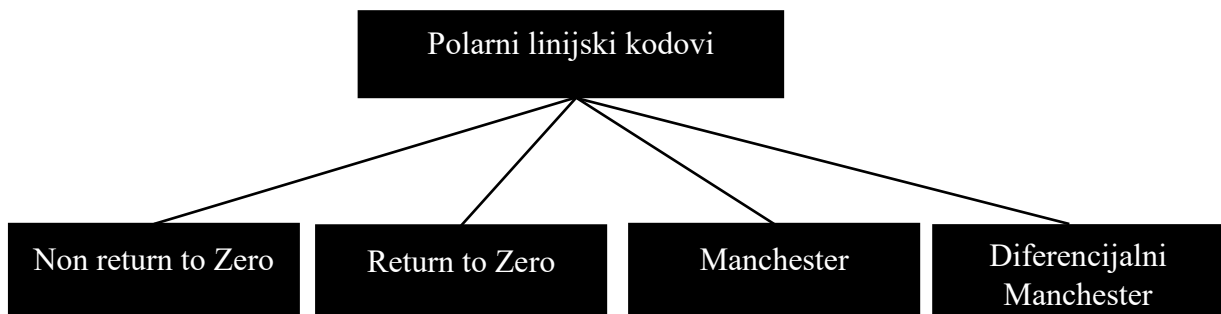 Polarni linijski kodovi
Non return to Zero
Return to Zero
Manchester
Diferencijalni
Manchester